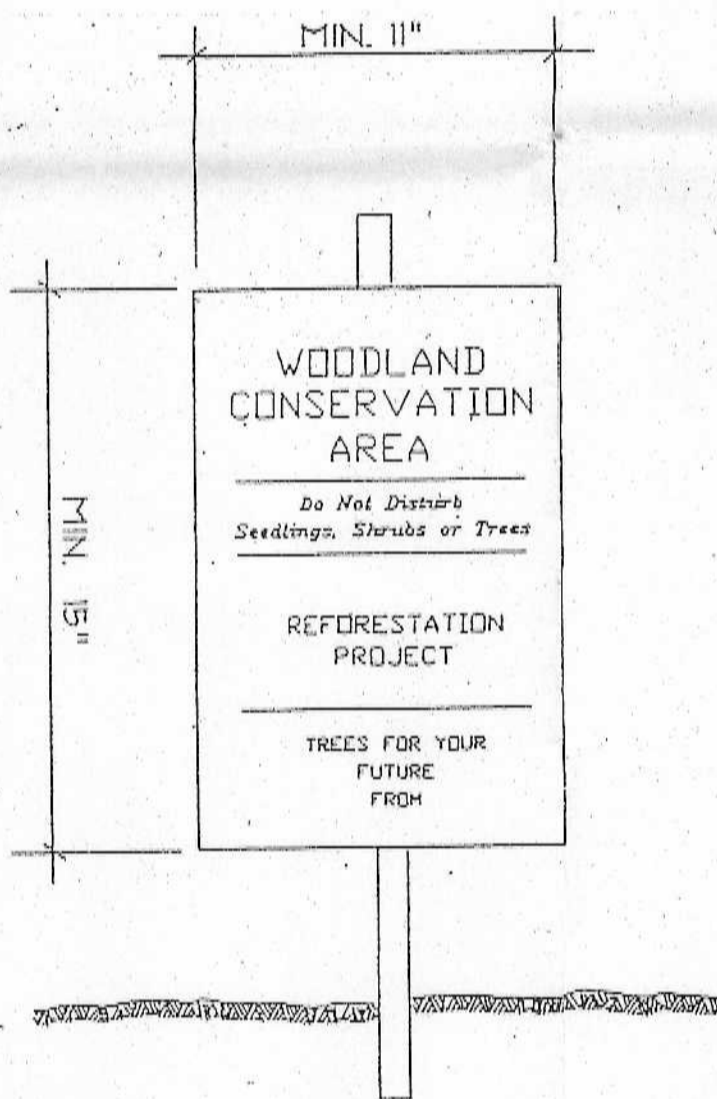 MIN. 11"
WOODLAND
CONSERVATION
AREA
Do Not Disturb
Seedlings, Shrubs or Trees
MIN. 15"
REFORESTATION
PROJECT
TREES FOR YOUR
FUTURE
FROM